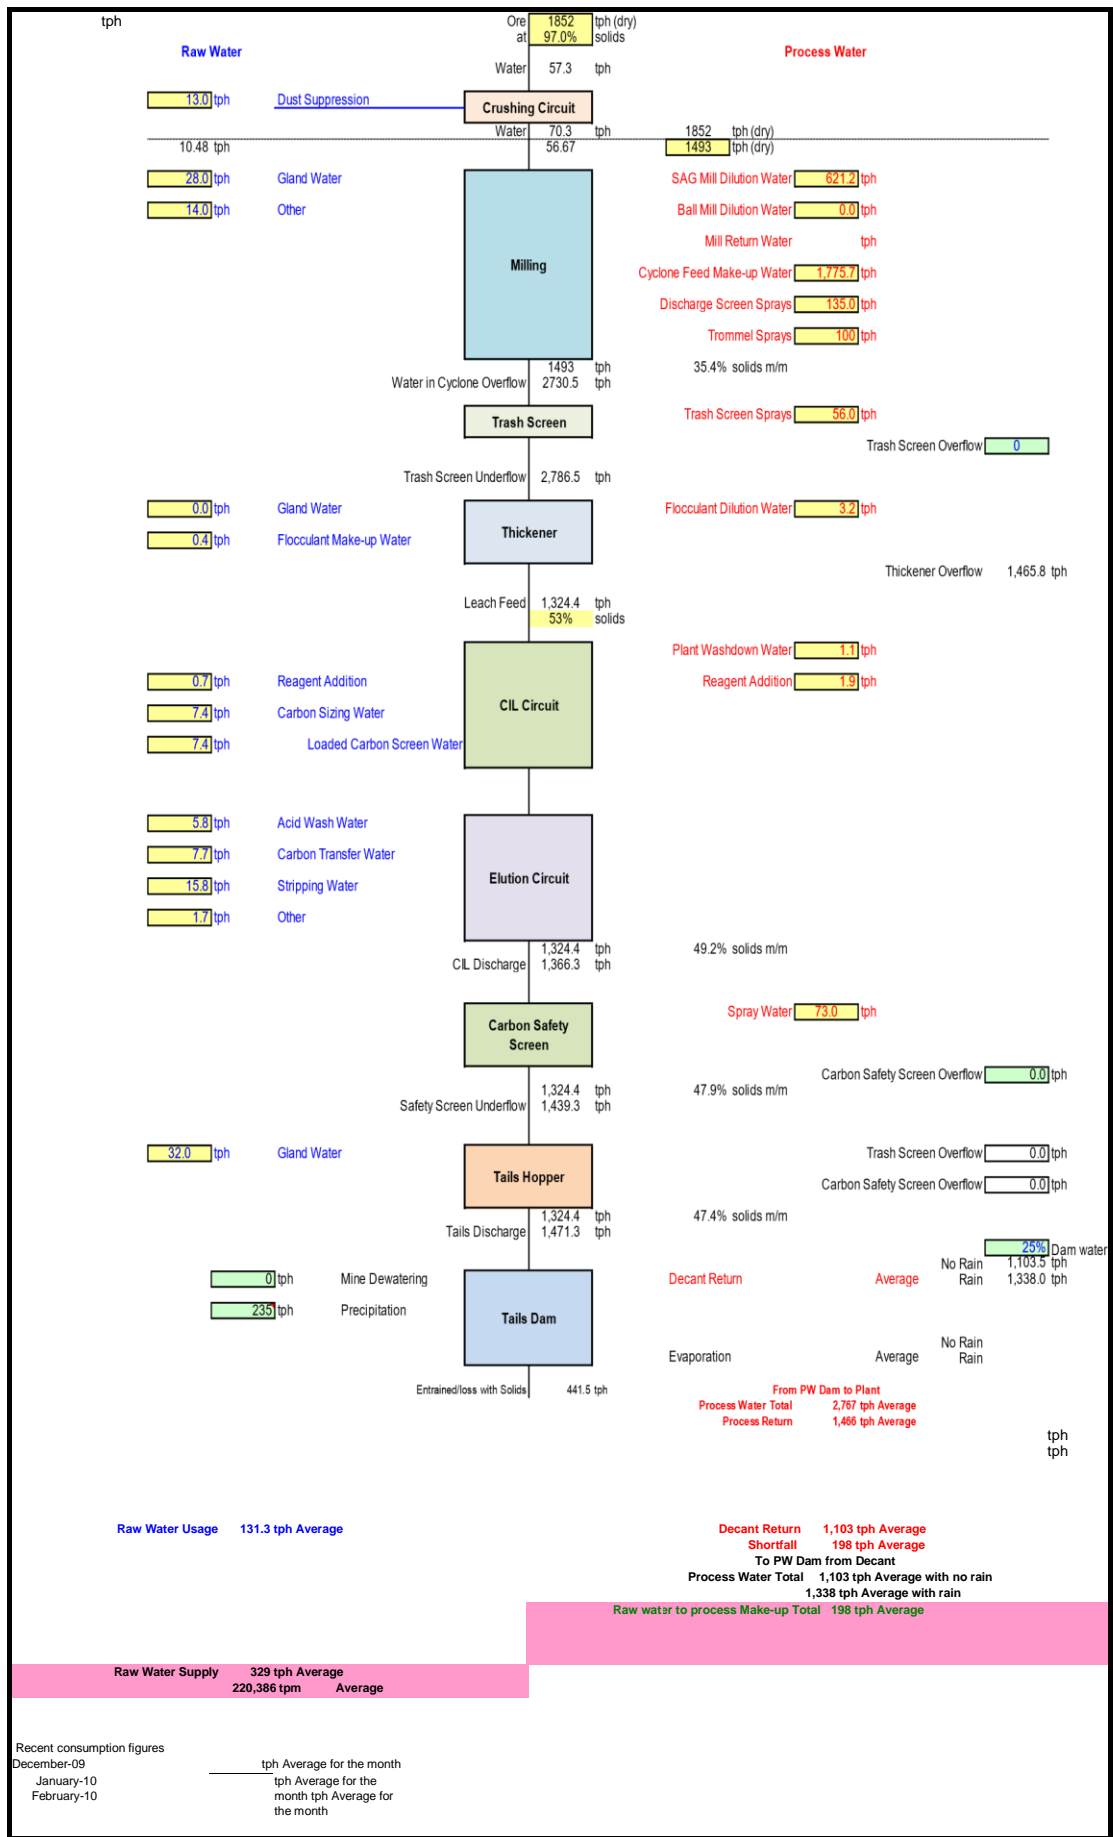 tph Ore 1852 tph (dry)
at 97.0% solids
Raw Water Process Water
Water 57.3 tph
13.0 tph Dust Suppression
Crushing Circuit
Water 70.3 tph 1852 tph (dry)
10.48 tph 56.67 1493 tph (dry)
28.0 tph Gland Water SAG Mill Dilution Water 621.2 tph
14.0 tph Other Ball Mill Dilution Water 0.0 tph
Mill Return Water tph
Milling
Cyclone Feed Make-up Water 1,775.7 tph
Discharge Screen Sprays 135.0 tph
Trommel Sprays 100 tph
1493 tph 35.4% solids m/m
Water in Cyclone Overflow 2730.5 tph
Trash Screen Trash Screen Sprays 56.0 tph
Trash Screen Overflow 0
Trash Screen Underflow 2,786.5 tph
0.0 tph Gland Water Flocculant Dilution Water 3.2 tph
Thickener
0.4 tph Flocculant Make-up Water
Thickener Overflow 1,465.8 tph
Leach Feed 1,324.4 tph
53% solids
Plant Washdown Water 1.1 tph
0.7 tph Reagent Addition Reagent Addition 1.9 tph
CIL Circuit
7.4 tph Carbon Sizing Water
7.4 tph Loaded Carbon Screen Water
5.8 tph Acid Wash Water
7.7 tph Carbon Transfer Water
Elution Circuit
15.8 tph Stripping Water
1.7 tph Other
1,324.4 tph 49.2% solids m/m
CIL Discharge 1,366.3 tph
Spray Water 73.0 tph
Carbon Safety
Screen
Carbon Safety Screen Overflow 0.0 tph
1,324.4 tph 47.9% solids m/m
Safety Screen Underflow 1,439.3 tph
32.0 tph Gland Water Trash Screen Overflow 0.0 tph
Tails Hopper
Carbon Safety Screen Overflow 0.0 tph
1,324.4 tph 47.4% solids m/m
Tails Discharge 1,471.3 tph
25% Dam water
No Rain 1,103.5 tph
0 tph Mine Dewatering Decant Return Average Rain 1,338.0 tph
235 tph Precipitation
Tails Dam
No Rain
Evaporation Average Rain
Entrained/loss with Solids 441.5 tph From PW Dam to Plant
Process Water Total 2,767 tph Average
Process Return 1,466 tph Average
tph
tph
Raw Water Usage 131.3 tph Average Decant Return 1,103 tph Average
Shortfall 198 tph Average
To PW Dam from Decant
Process Water Total 1,103 tph Average with no rain
1,338 tph Average with rain
Raw water to process Make-up Total 198 tph Average
Raw Water Supply 329 tph Average
220,386 tpm Average
Recent consumption figures
December-09 tph Average for the month
January-10 tph Average for the
February-10 month tph Average for
the month